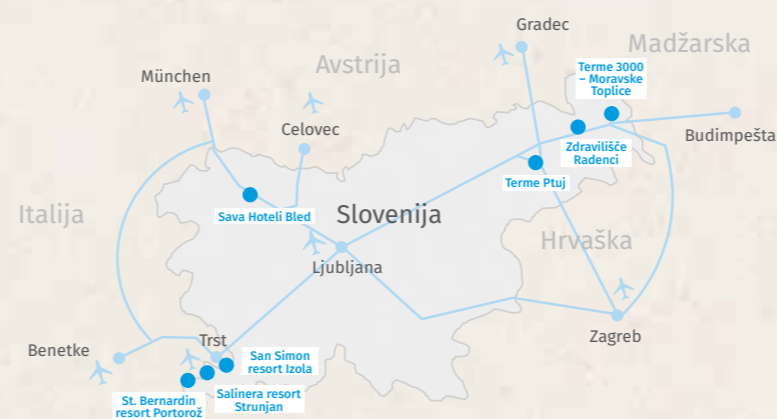 Gradec
Madžarska
Avstrija
Terme 3000
– Moravske
Toplice
München
Celovec
Budimpešta
Zdravilišče
Radenci
Terme Ptuj
Italija
Sava Hoteli Bled
Slovenija
Hrvaška
Ljubljana
Zagreb
Trst
Benetke
San Simon
resort Izola
Salinera resort
Strunjan
St. Bernardin
resort Portorož